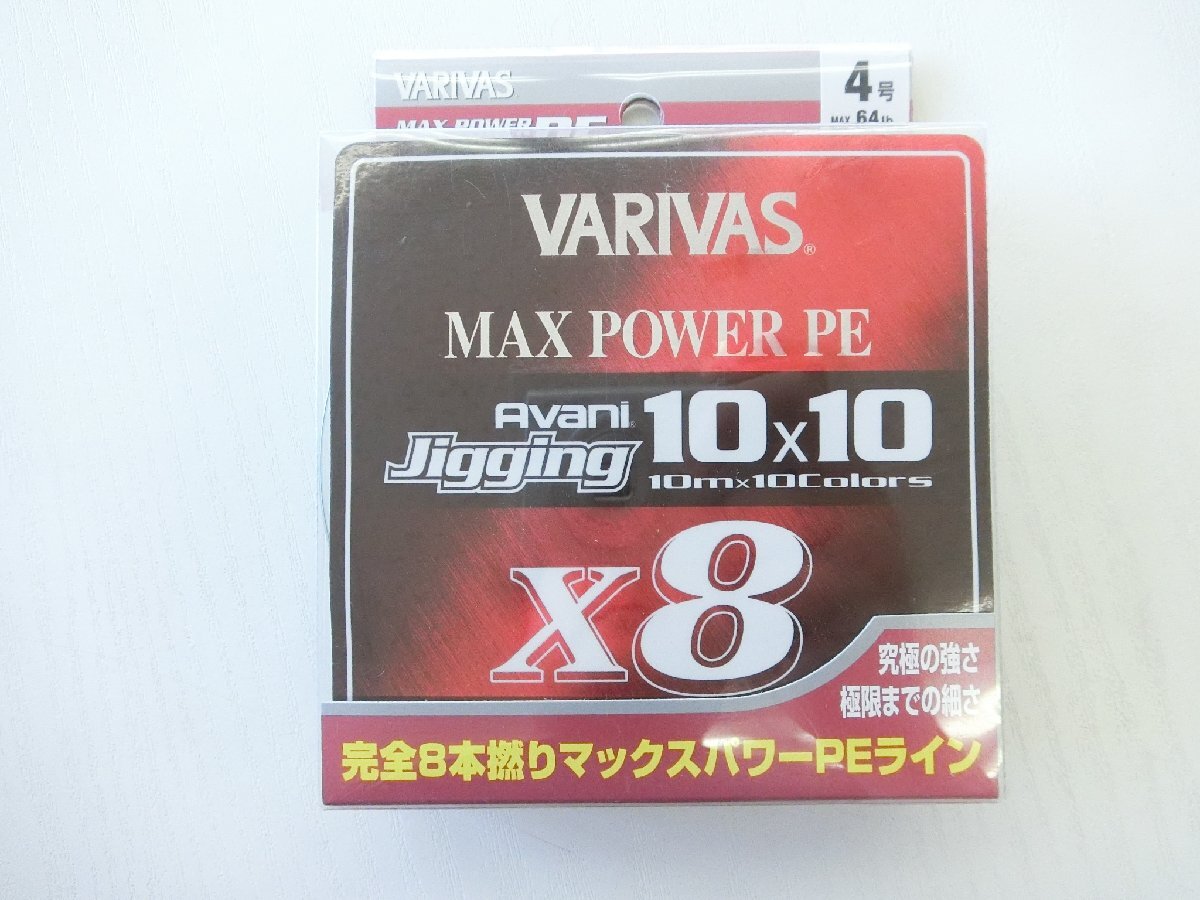 VARIVAS
4号
MAX POWER PE
MAX 64lb
VARIVAS®
MAX POWER PE
Avani®
Jigging
10x10
10m×10Colors
x8
究極の強さ
極限までの細さ
完全8本撚りマックスパワーPEライン